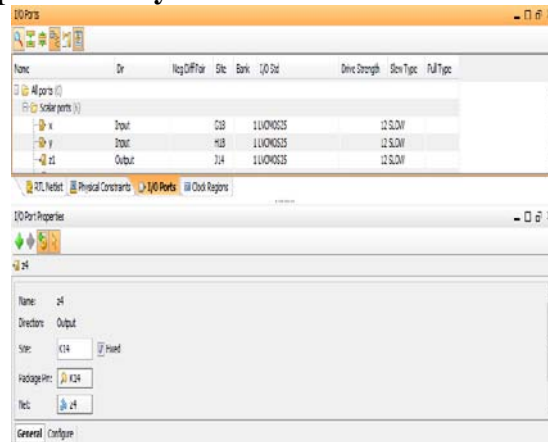 I/O Ports
Name Dir Neg Diff Pair Site Bank I/O Std Drive Strength Slew Type Pull Type
All ports
Scalar ports
x Input G18 1 LVCMOS25 12 SLOW
y Input H18 1 LVCMOS25 12 SLOW
z1 Output J14 1 LVCMOS25 12 SLOW
RTL Netlist Physical Constraints I/O Ports Clock Regions
I/O Port Properties
z4
Name: z4
Direction: Output
Site: K14 Fixed
Package Pin: K14
Net: z4
General Configure